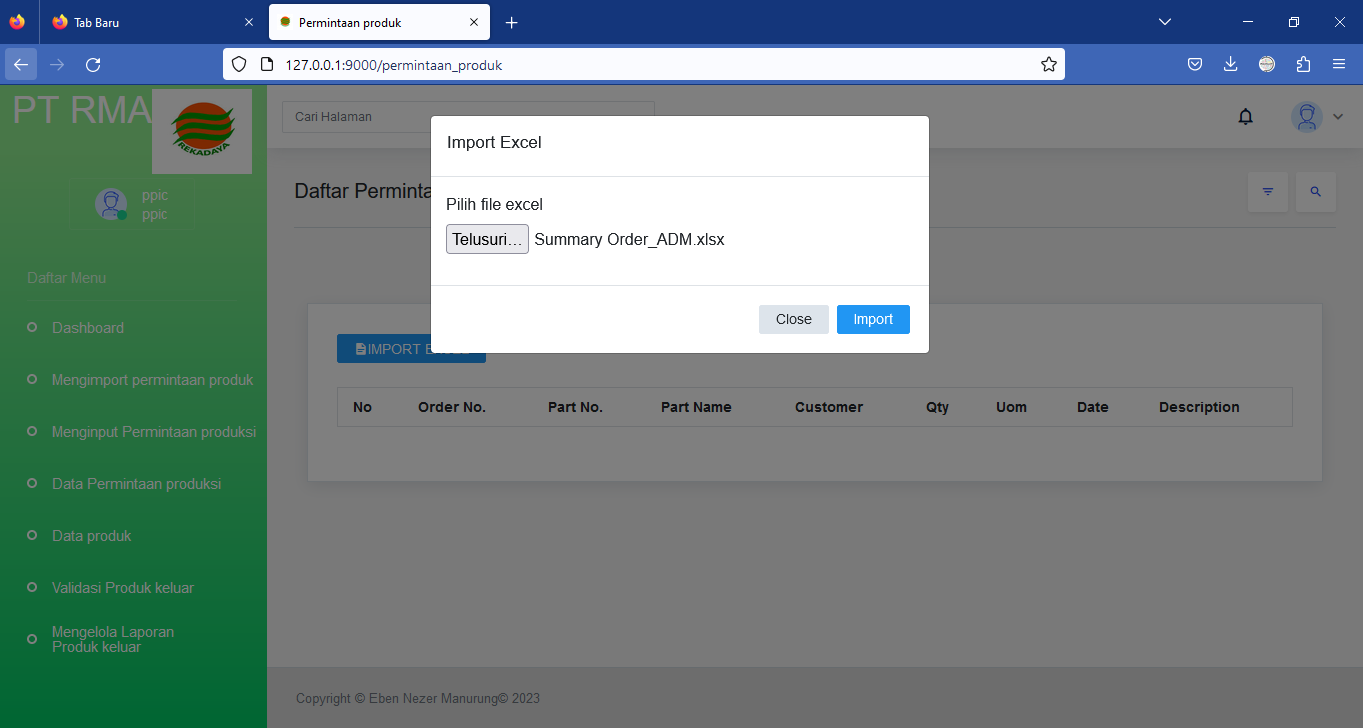 Tab Baru
Permintaan produk
127.0.0.1:9000/permintaan_produk
PT RMA
REKADAYA
ppic
ppic
Daftar Menu
Dashboard
Mengimport permintaan produk
Menginput Permintaan produksi
Data Permintaan produksi
Data produk
Validasi Produk keluar
Mengelola Laporan
Produk keluar
Cari Halaman
Daftar Perminta
Import Excel
Pilih file excel
Telusuri… Summary Order_ADM.xlsx
Close Import
IMPORT EXCEL
No Order No. Part No. Part Name Customer Qty Uom Date Description
Copyright © Eben Nezer Manurung© 2023